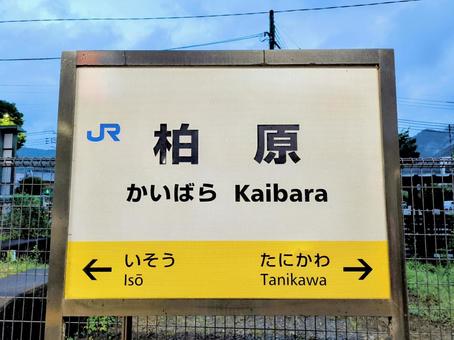 JR 柏原
かいばら Kaibara
← いそう たにかわ →
Isō Tanikawa